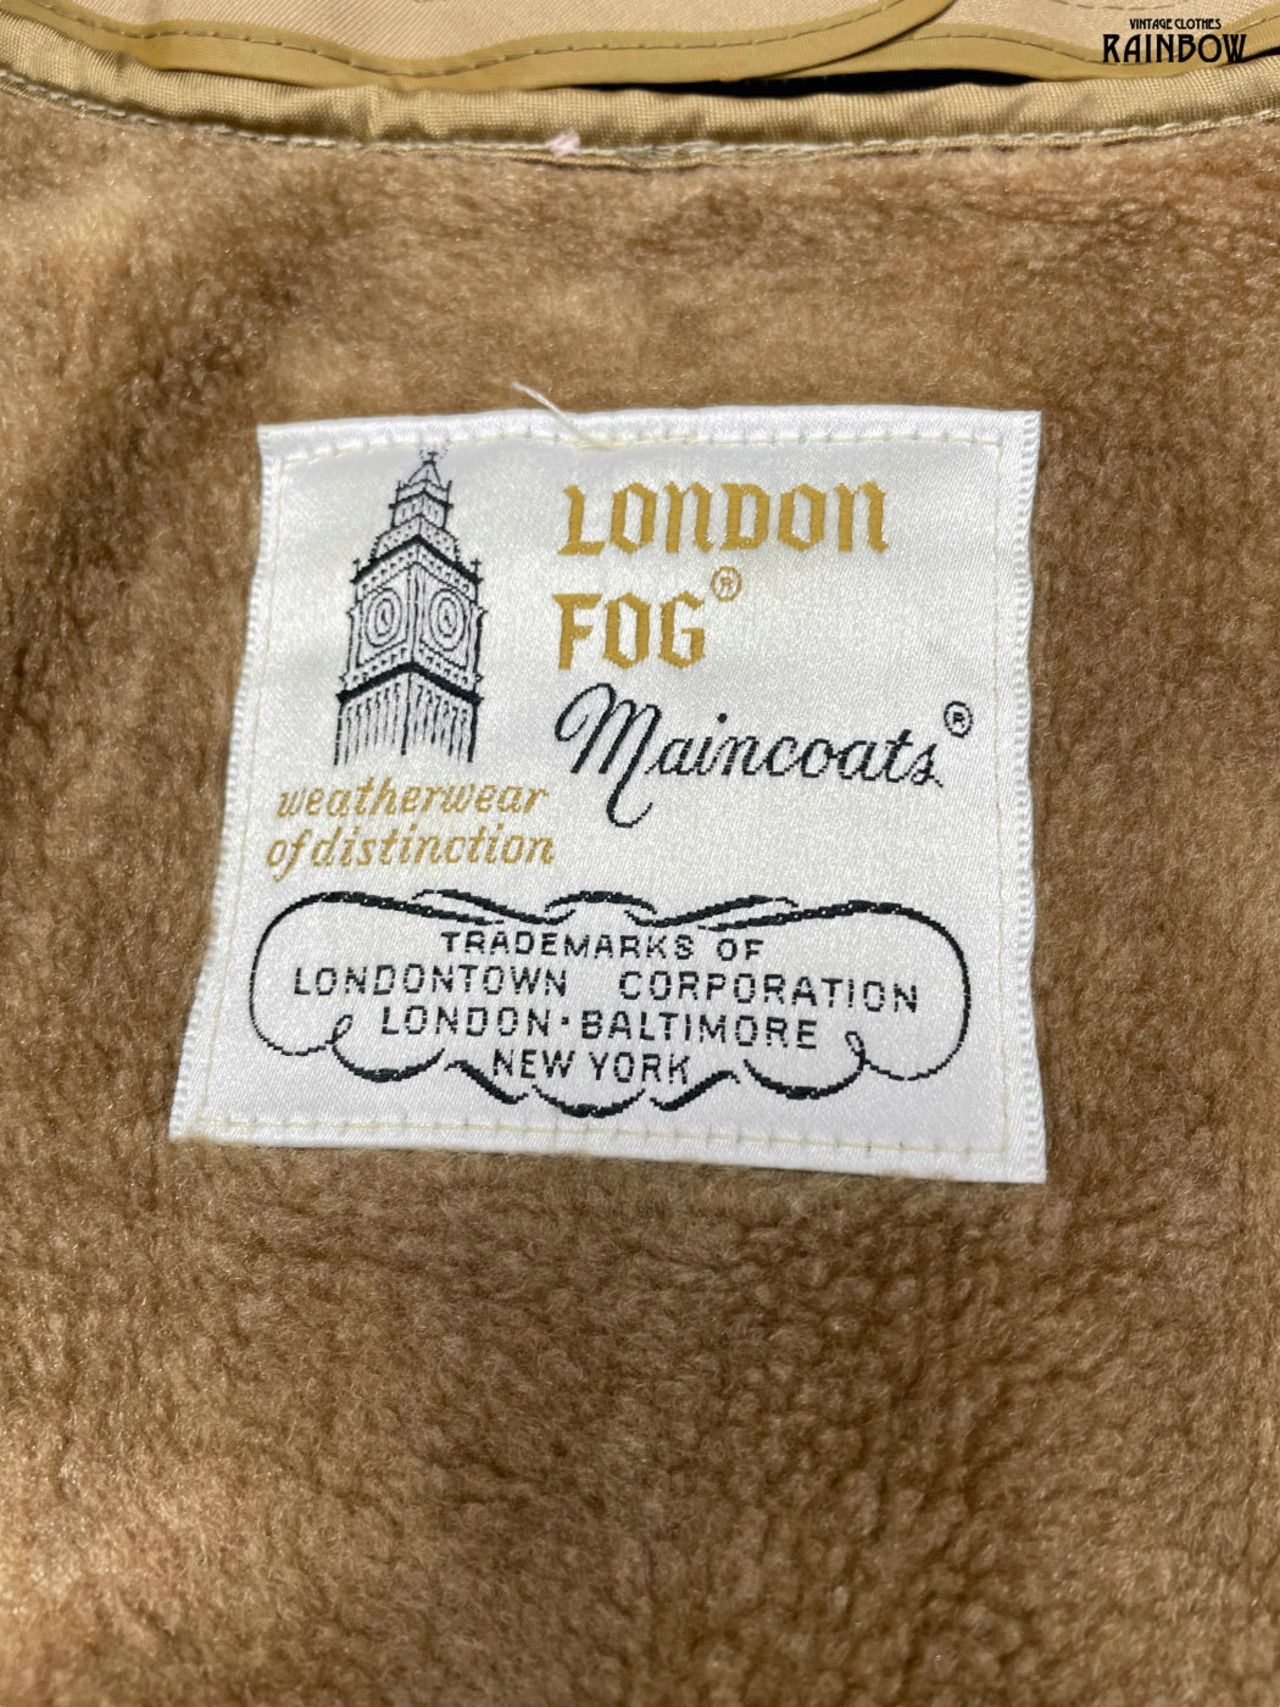 VINTAGE CLOTHES
RAINBOW
LONDON
FOG®
Maincoats®
weatherwear
of distinction
TRADEMARKS OF
LONDONTOWN CORPORATION
LONDON·BALTIMORE
NEW YORK